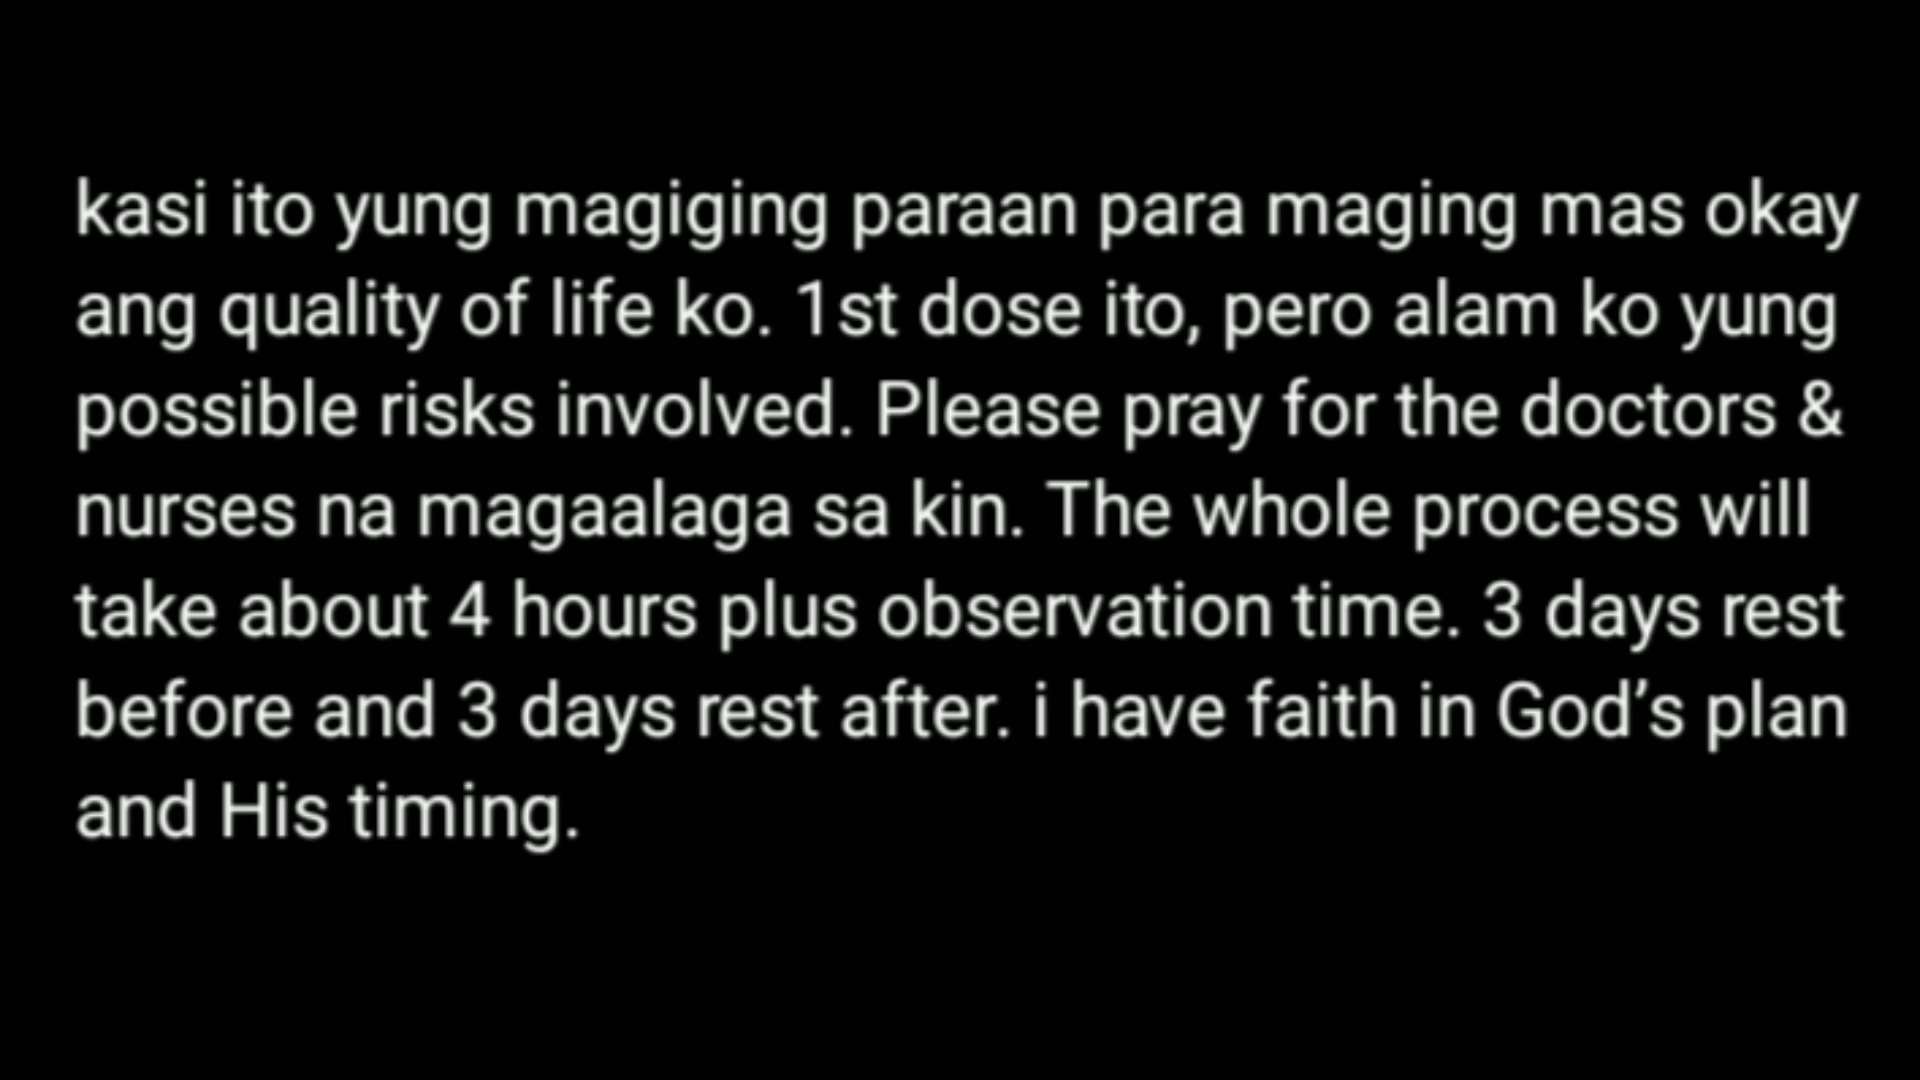 kasi ito yung magiging paraan para maging mas okay
ang quality of life ko. 1st dose ito, pero alam ko yung
possible risks involved. Please pray for the doctors &
nurses na magaalaga sa kin. The whole process will
take about 4 hours plus observation time. 3 days rest
before and 3 days rest after. i have faith in God’s plan
and His timing.